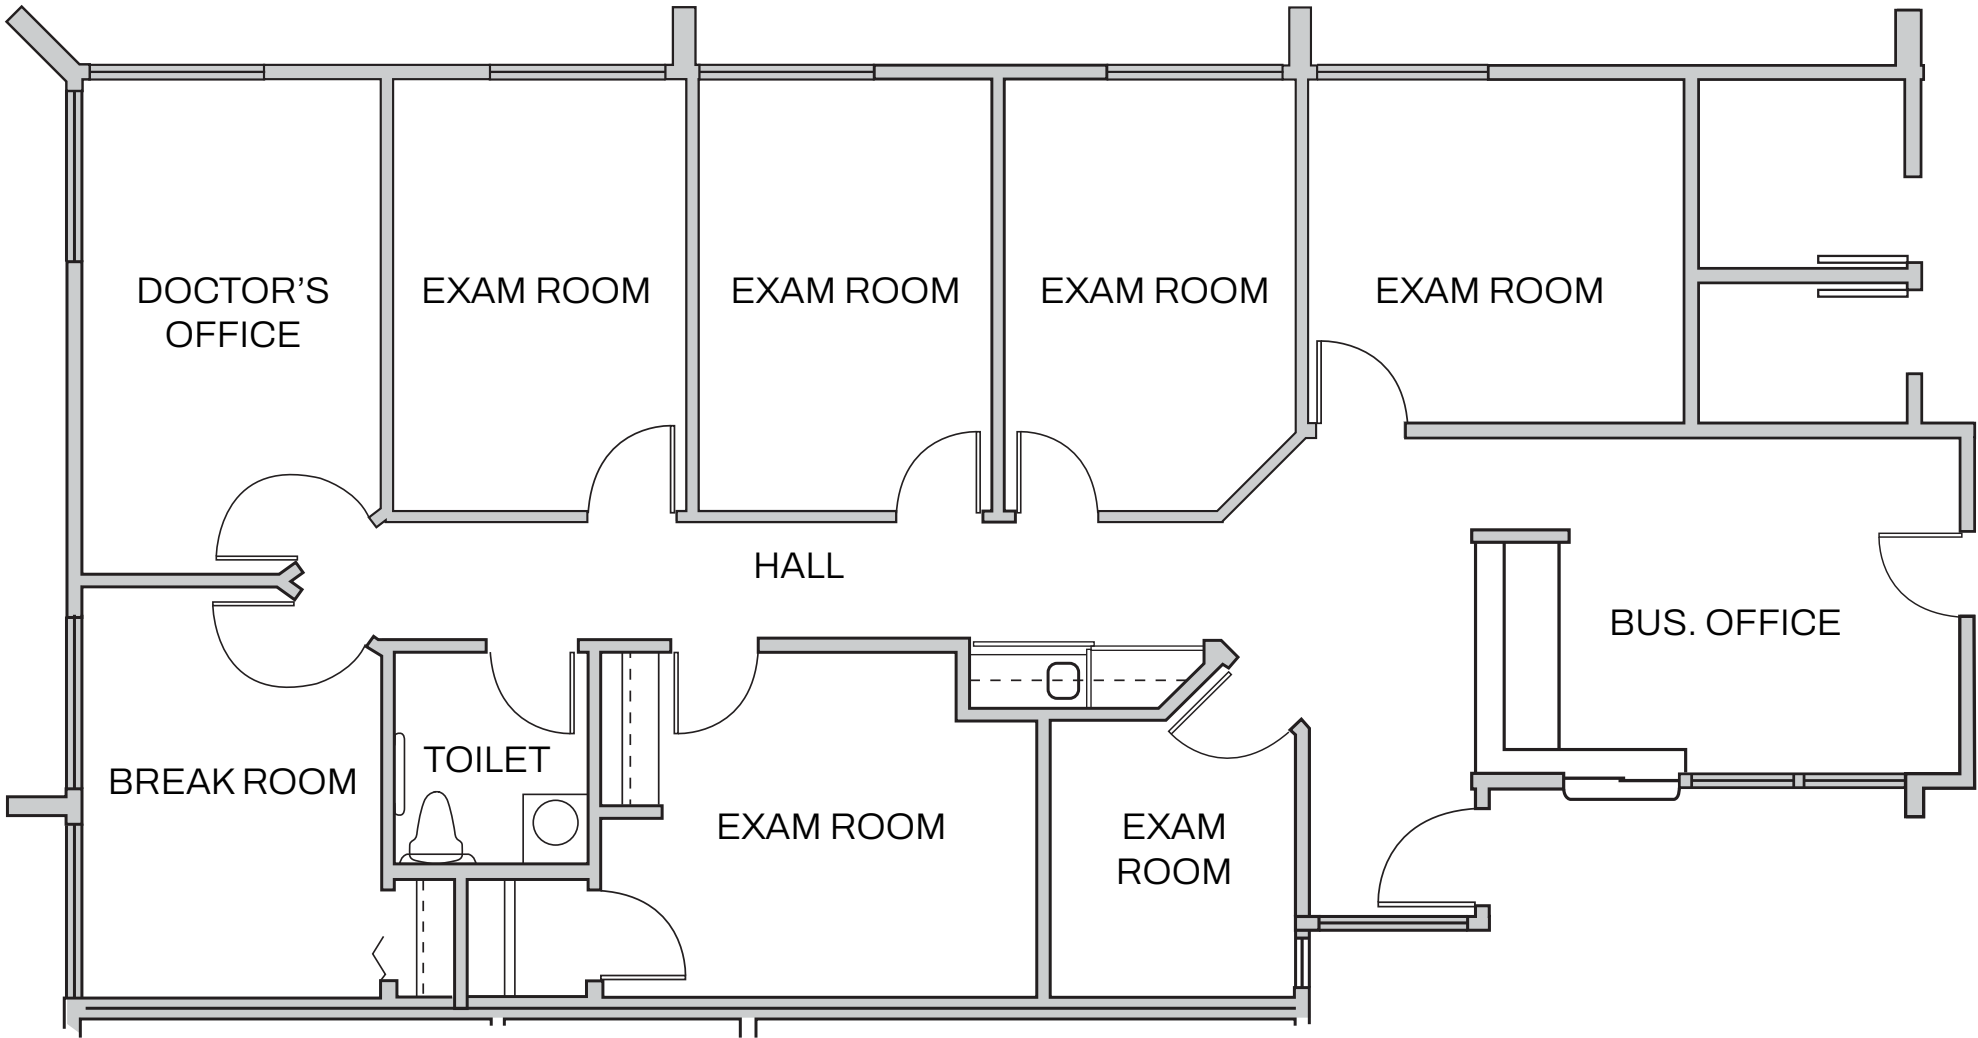 DOCTOR'S
OFFICE
EXAM ROOM
EXAM ROOM
EXAM ROOM
EXAM ROOM
HALL
BUS. OFFICE
BREAK ROOM
TOILET
EXAM ROOM
EXAM
ROOM